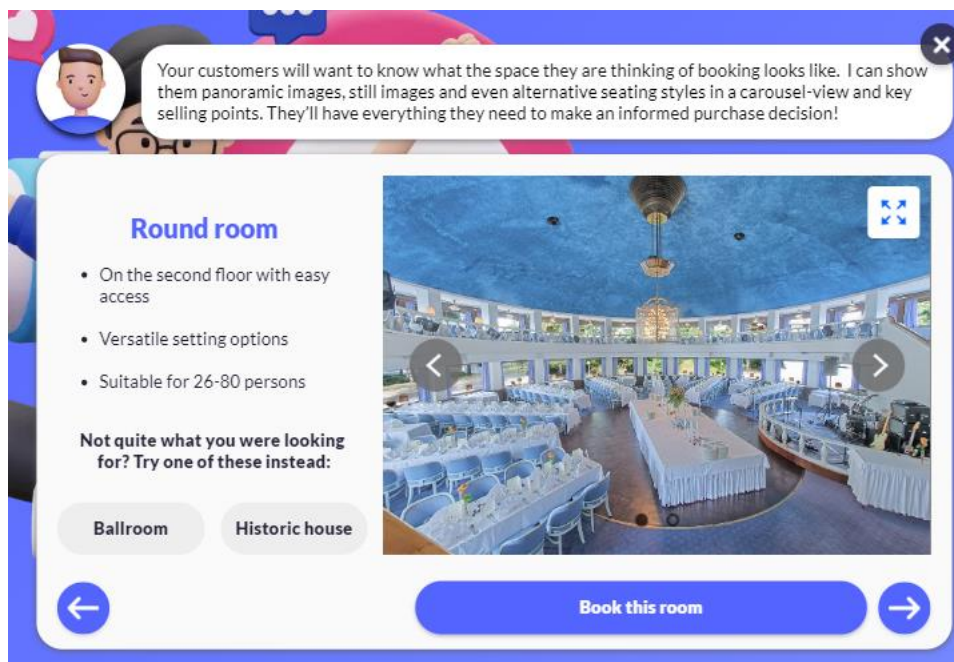 Your customers will want to know what the space they are thinking of booking looks like. I can show
them panoramic images, still images and even alternative seating styles in a carousel-view and key
selling points. They'll have everything they need to make an informed purchase decision!
Round room
• On the second floor with easy
access
• Versatile setting options
• Suitable for 26-80 persons
Not quite what you were looking
for? Try one of these instead:
Ballroom
Historic house
Book this room